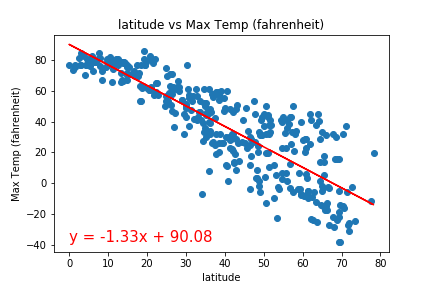 latitude vs Max Temp (fahrenheit)
Max Temp (fahrenheit)
80
60
40
20
0
−20
−40
y = -1.33x + 90.08
0 10 20 30 40 50 60 70 80
latitude